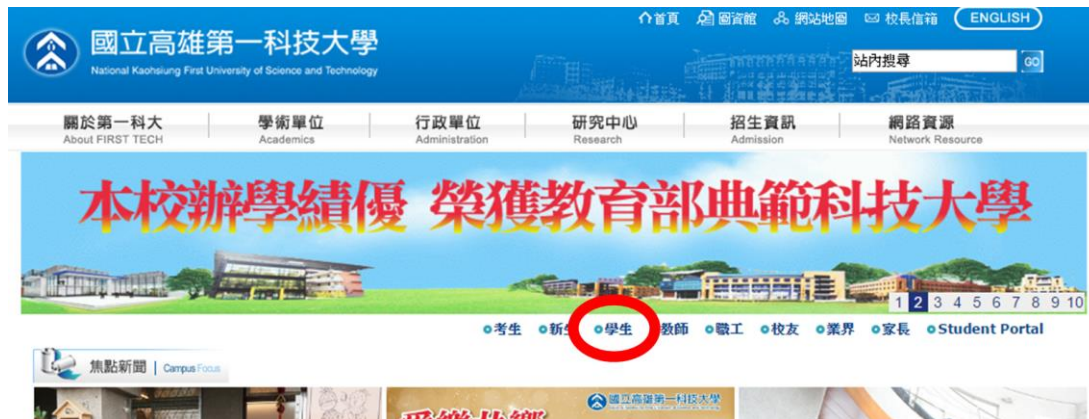 首頁 圖資館 網站地圖 校長信箱 ENGLISH
國立高雄第一科技大學
National Kaohsiung First University of Science and Technology
站內搜尋 GO
關於第一科大 學術單位 行政單位 研究中心 招生資訊 網路資源
About FIRST TECH Academics Administration Research Admission Network Resource
本校辦學績優 榮獲教育部典範科技大學
1 2 3 4 5 6 7 8 9 10
考生 新生 學生 教師 職工 校友 業界 家長 Student Portal
焦點新聞 | Campus Focus
國立高雄第一科技大學